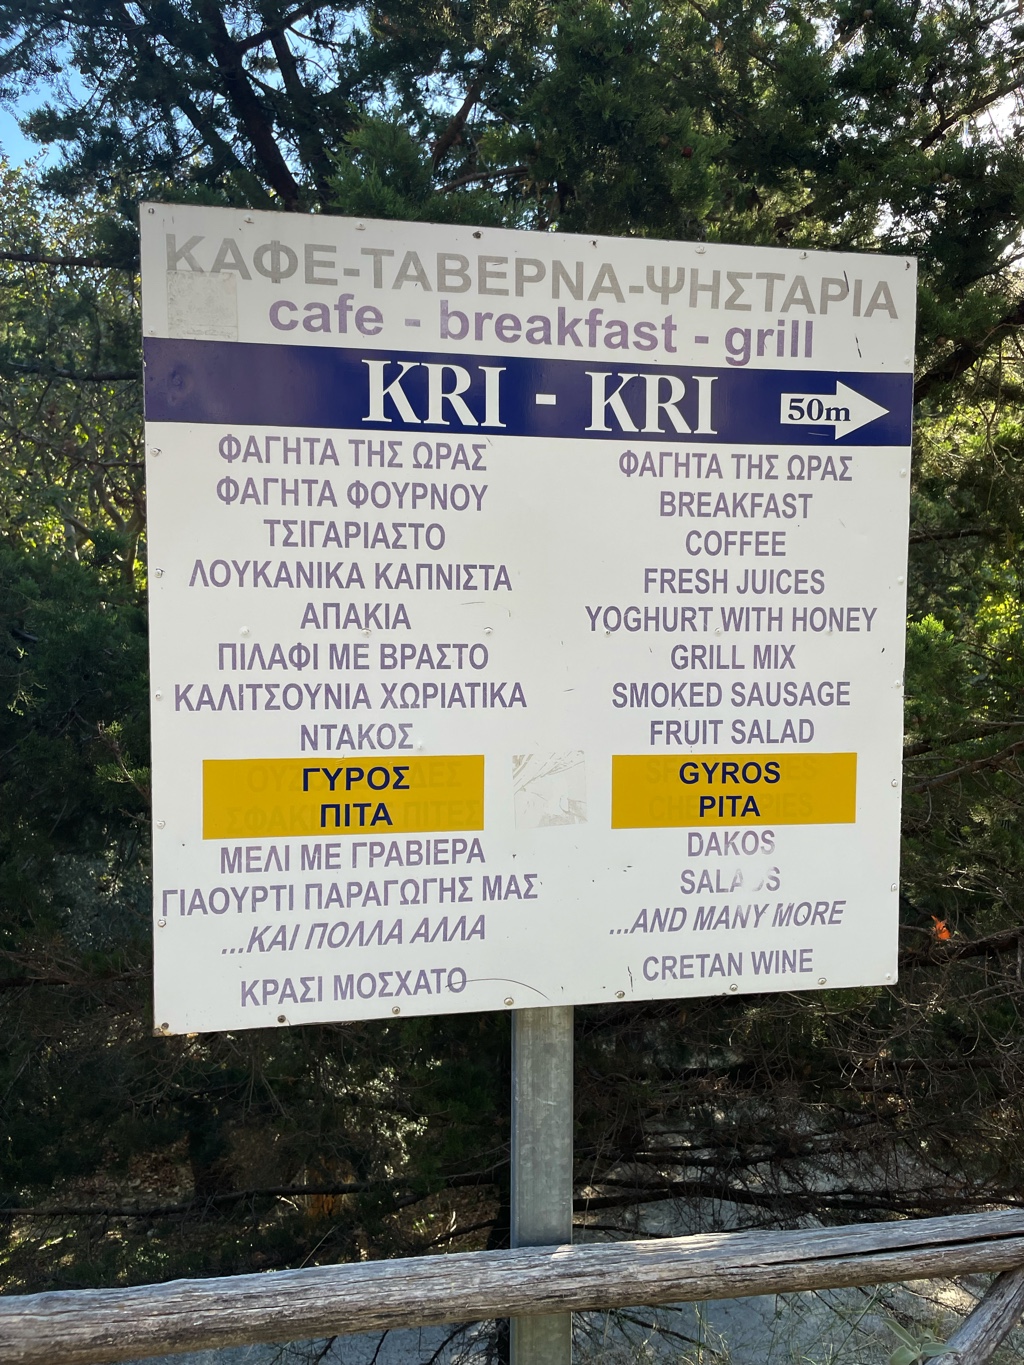 ΚΑΦΕ-ΤΑΒΕΡΝΑ-ΨΗΣΤΑΡΙΑ
cafe - breakfast - grill
KRI - KRI
50m
ΦΑΓΗΤΑ ΤΗΣ ΩΡΑΣ
ΦΑΓΗΤΑ ΦΟΥΡΝΟΥ
ΤΣΙΓΑΡΙΑΣΤΟ
ΛΟΥΚΑΝΙΚΑ ΚΑΠΝΙΣΤΑ
ΑΠΑΚΙΑ
ΠΙΛΑΦΙ ΜΕ ΒΡΑΣΤΟ
ΚΑΛΙΤΣΟΥΝΙΑ ΧΩΡΙΑΤΙΚΑ
ΝΤΑΚΟΣ
ΓΥΡΟΣ
ΠΙΤΑ
ΜΕΛΙ ΜΕ ΓΡΑΒΙΕΡΑ
ΓΙΑΟΥΡΤΙ ΠΑΡΑΓΩΓΗΣ ΜΑΣ
...ΚΑΙ ΠΟΛΛΑ ΑΛΛΑ
ΚΡΑΣΙ ΜΟΣΧΑΤΟ
ΦΑΓΗΤΑ ΤΗΣ ΩΡΑΣ
BREAKFAST
COFFEE
FRESH JUICES
YOGHURT WITH HONEY
GRILL MIX
SMOKED SAUSAGE
FRUIT SALAD
GYROS
PITA
DAKOS
SALADS
...AND MANY MORE
CRETAN WINE